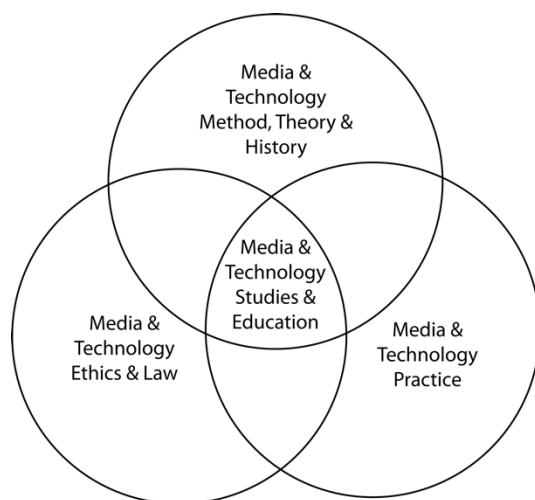 Media &
Technology
Method, Theory &
History
Media &
Technology
Studies &
Education
Media &
Technology
Ethics & Law
Media &
Technology
Practice